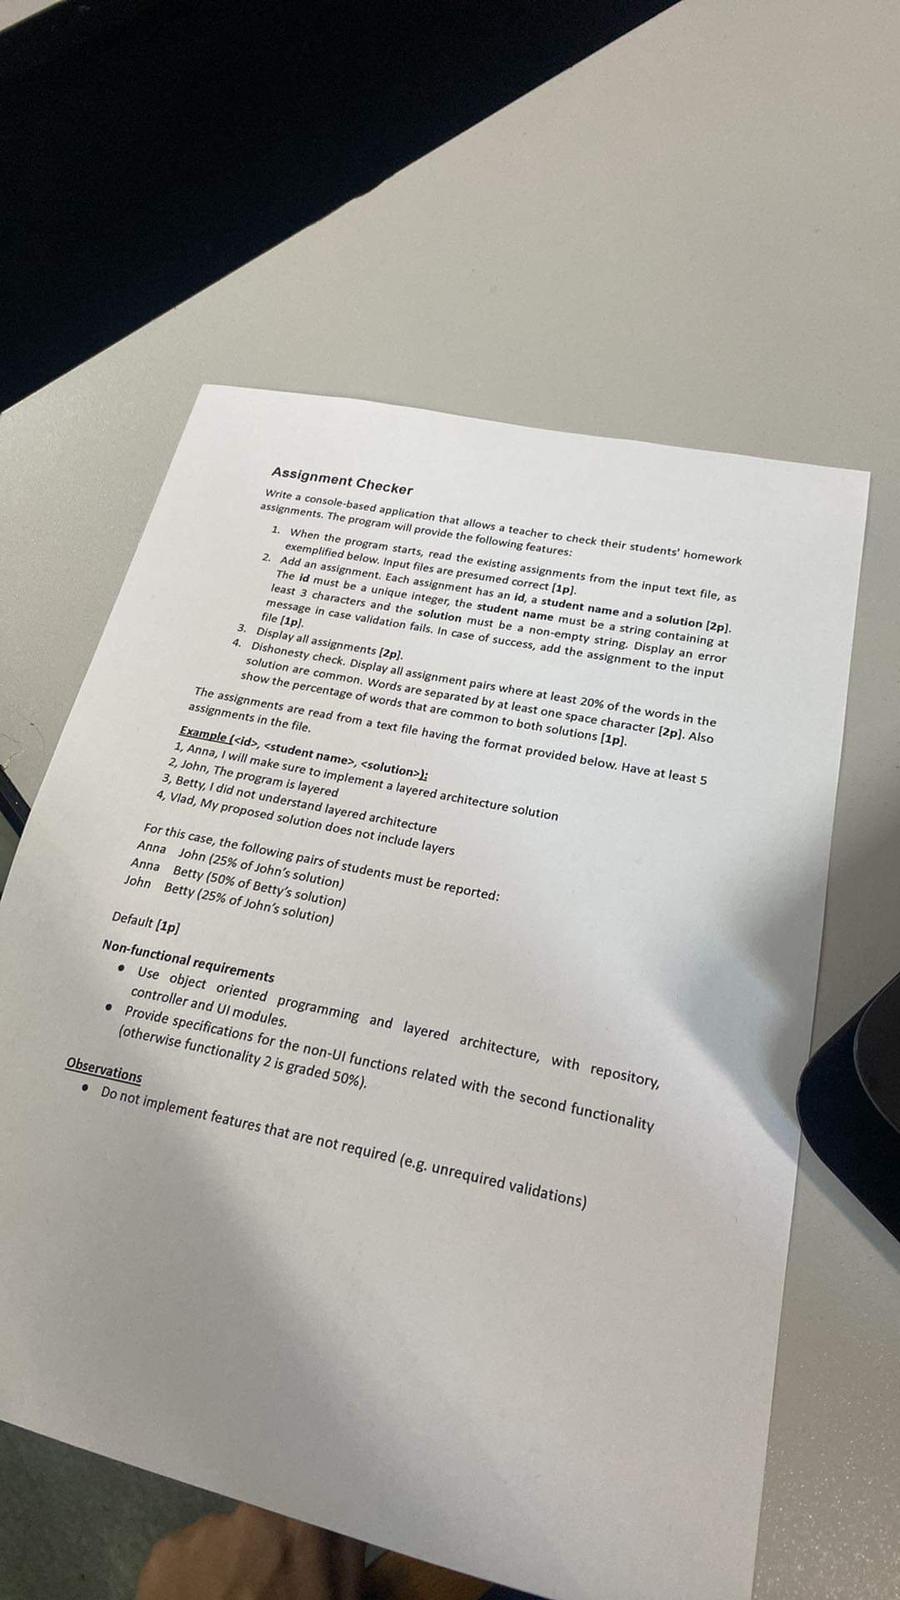 Assignment Checker
Write a console-based application that allows a teacher to check their students' homework
assignments. The program will provide the following features:
1. When the program starts, read the existing assignments from the input text file, as
exemplified below. Input files are presumed correct [1p].
2. Add an assignment. Each assignment has an id, a student name and a solution [2p].
The id must be a unique integer, the student name must be a string containing at
least 3 characters and the solution must be a non-empty string. Display an error
message in case validation fails. In case of success, add the assignment to the input
file [1p].
3. Display all assignments [2p].
4. Dishonesty check. Display all assignment pairs where at least 20% of the words in the
solution are common. Words are separated by at least one space character [2p]. Also
show the percentage of words that are common to both solutions [1p].
The assignments are read from a text file having the format provided below. Have at least 5
assignments in the file.
Example (<id>, <student name>, <solution>):
1, Anna, I will make sure to implement a layered architecture solution
2, John, The program is layered
3, Betty, I did not understand layered architecture
4, Vlad, My proposed solution does not include layers
For this case, the following pairs of students must be reported:
Anna John (25% of John's solution)
Anna Betty (50% of Betty's solution)
John Betty (25% of John's solution)
Default [1p]
Non-functional requirements
• Use object oriented programming and layered architecture, with repository,
controller and UI modules.
• Provide specifications for the non-UI functions related with the second functionality
(otherwise functionality 2 is graded 50%).
Observations
• Do not implement features that are not required (e.g. unrequired validations)